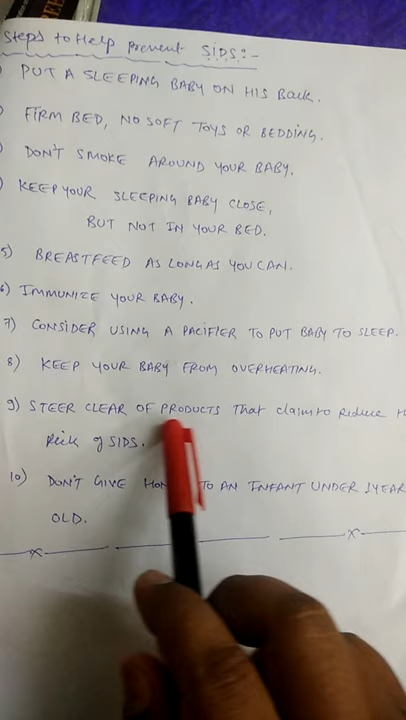 Steps to Help Prevent SIDS:-
PUT A SLEEPING BABY ON HIS Back.
FIRM BED, NO SOFT TOYS OR BEDDING.
DON'T SMOKE AROUND YOUR BABY.
KEEP YOUR SLEEPING BABY CLOSE,
BUT NOT IN YOUR BED.
5) BREASTFEED AS LONG AS YOU CAN.
6) IMMUNIZE YOUR BABY.
7) CONSIDER USING A PACIFIER TO PUT BABY TO SLEEP.
8) KEEP YOUR BABY FROM OVERHEATING.
9) STEER CLEAR OF PRODUCTS That claim to Reduce
Risk of SIDS.
10) DON'T GIVE TO AN INFANT UNDER 1 YEAR
OLD.